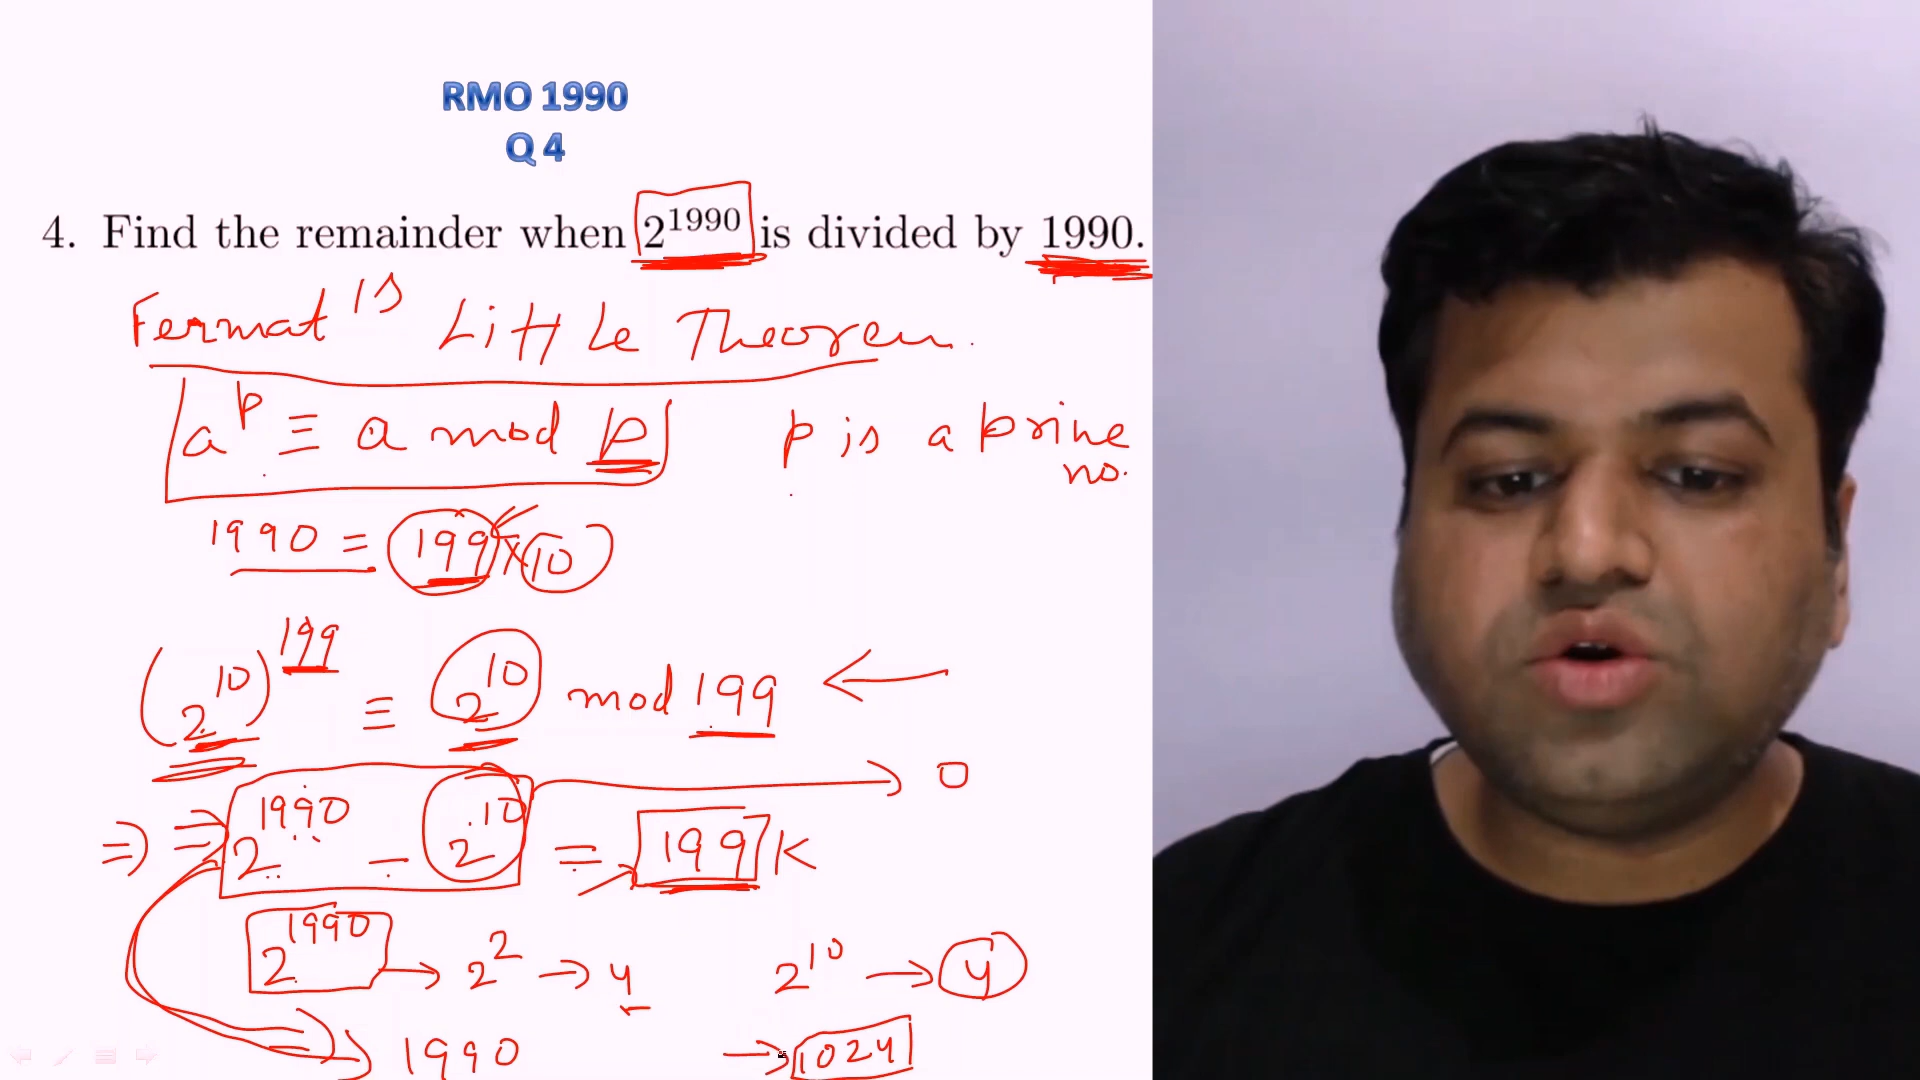 RMO 1990
Q 4
4. Find the remainder when 2^1990 is divided by 1990.
Fermat's Little Theorem.
a^p ≡ a mod p p is a prime no.
1990 = 199 × 10
(2^10)^199 ≡ 2^10 mod 199 ←
⇒ ⇒ 2^1990 - 2^10 = 199 K → 0
2^1990 → 2^2 → 4 2^10 → 4
1990 → 1024